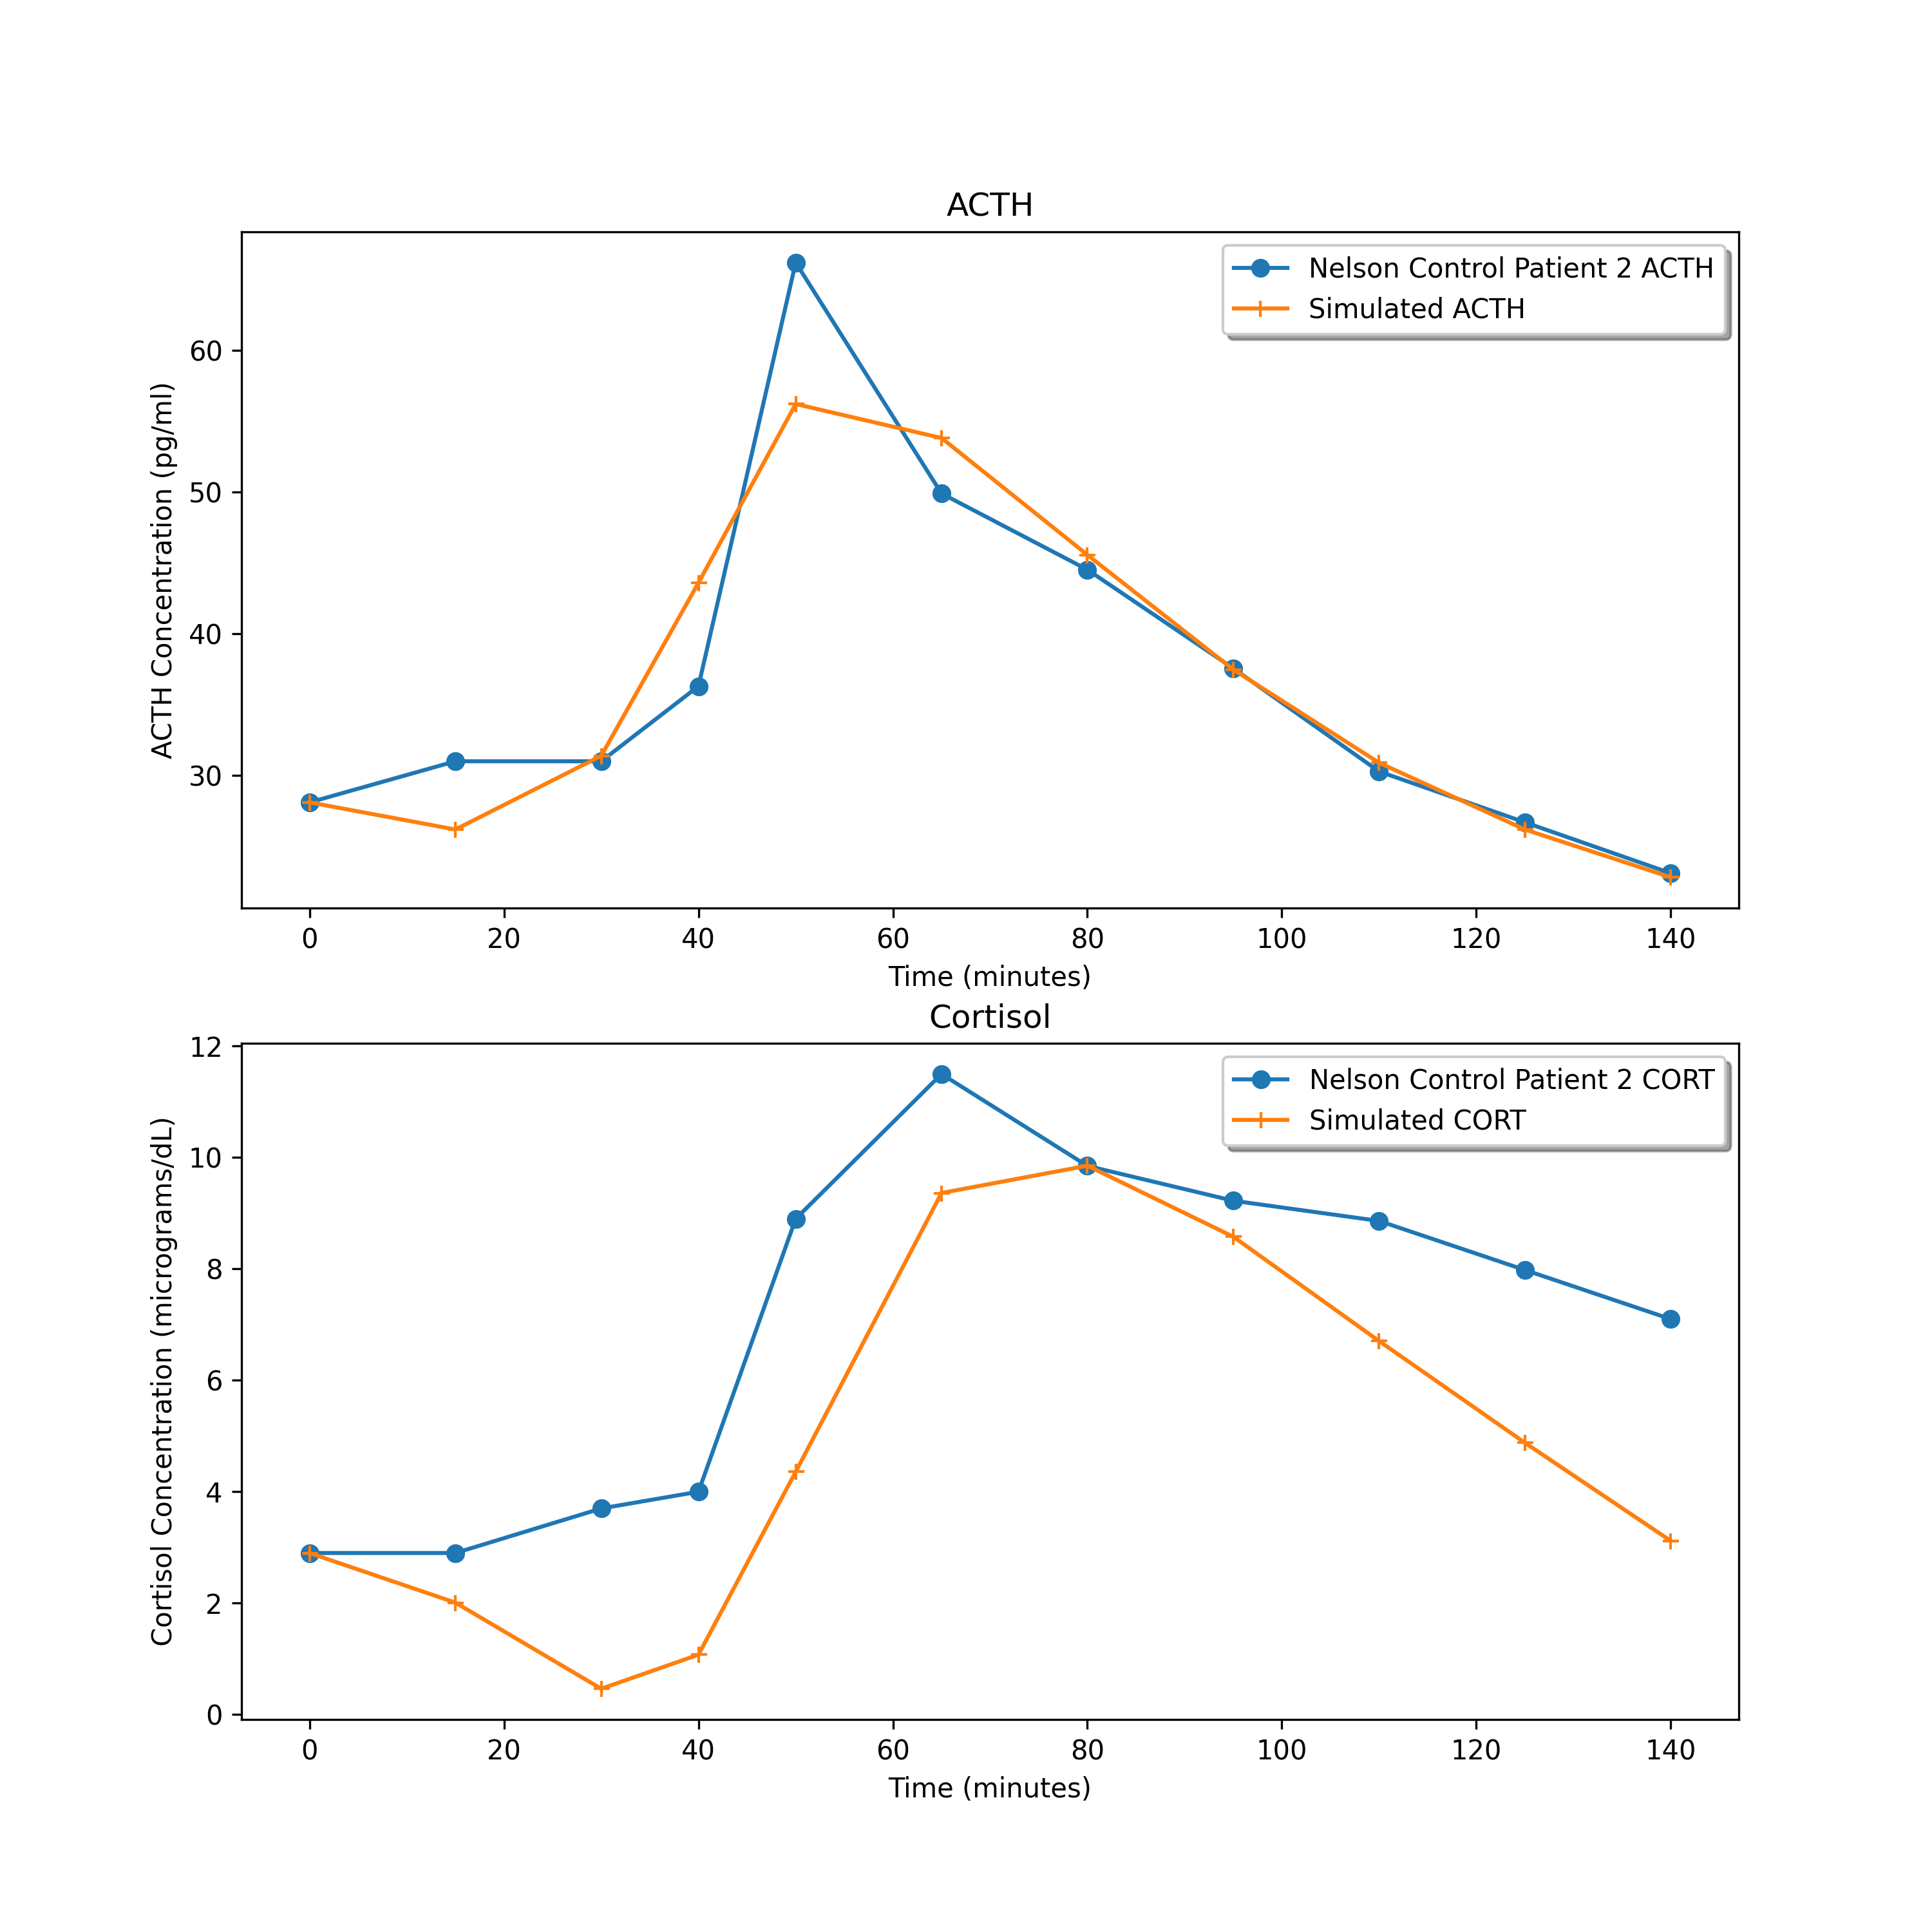 ACTH
Nelson Control Patient 2 ACTH
Simulated ACTH
ACTH Concentration (pg/ml)
60
50
40
30
0 20 40 60 80 100 120 140
Time (minutes)
Cortisol
Nelson Control Patient 2 CORT
Simulated CORT
Cortisol Concentration (micrograms/dL)
12
10
8
6
4
2
0
0 20 40 60 80 100 120 140
Time (minutes)